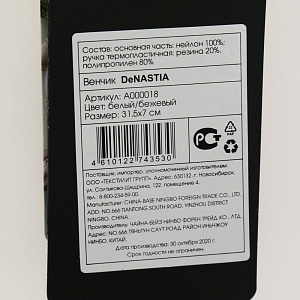 Состав: основная часть: нейлон 100%;
ручка термопластичная: резина 20%,
полипропилен 80%
Венчик DeNASTIA
Артикул: A000018
Цвет: белый/бежевый
Размер: 31,5x7 см
4 610122 743530
Поставщик, импортер, уполномоченный изготовителем:
ООО «ТЕКСТИЛИТ ГРУПП», Адрес: 630132, г. Новосибирск,
ул. Салтыкова-Щедрина, 122, помещение 4,
тел.: 8-800-234-59-00.
Изготовитель: CHINA-BASE NINGBO FOREIGN TRADE CO.,
LTD. ADD. NO.666 TIANTONG SOUTH ROAD, YINZHOU DISTRICT
NINGBO, CHINA.
Произведено: ЧАЙНА-БЕЙЗ НИНБО ФОРЕН ТРЕЙД КО., ЛТД.
АДРЕС: NO.666 ТЯНЬТУН САУТ РОАД РАЙОН ИНЬЧЖОУ
НИНБО, КИТАЙ.
Дата производства: 30 октября 2020 г.
Срок годности не ограничен.